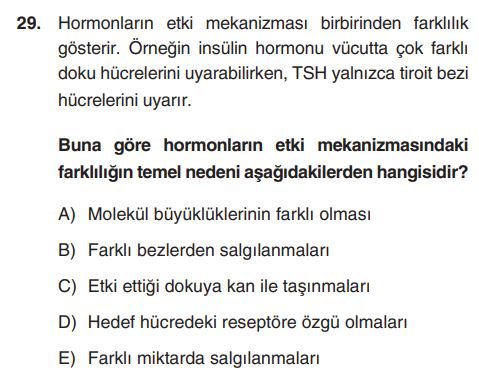 29. Hormonların etki mekanizması birbirinden farklılık
gösterir. Örneğin insülin hormonu vücutta çok farklı
doku hücrelerini uyarabilirken, TSH yalnızca tiroit bezi
hücrelerini uyarır.
Buna göre hormonların etki mekanizmasındaki
farklılığın temel nedeni aşağıdakilerden hangisidir?
A) Molekül büyüklüklerinin farklı olması
B) Farklı bezlerden salgılanmaları
C) Etki ettiği dokuya kan ile taşınmaları
D) Hedef hücredeki reseptöre özgü olmaları
E) Farklı miktarda salgılanmaları